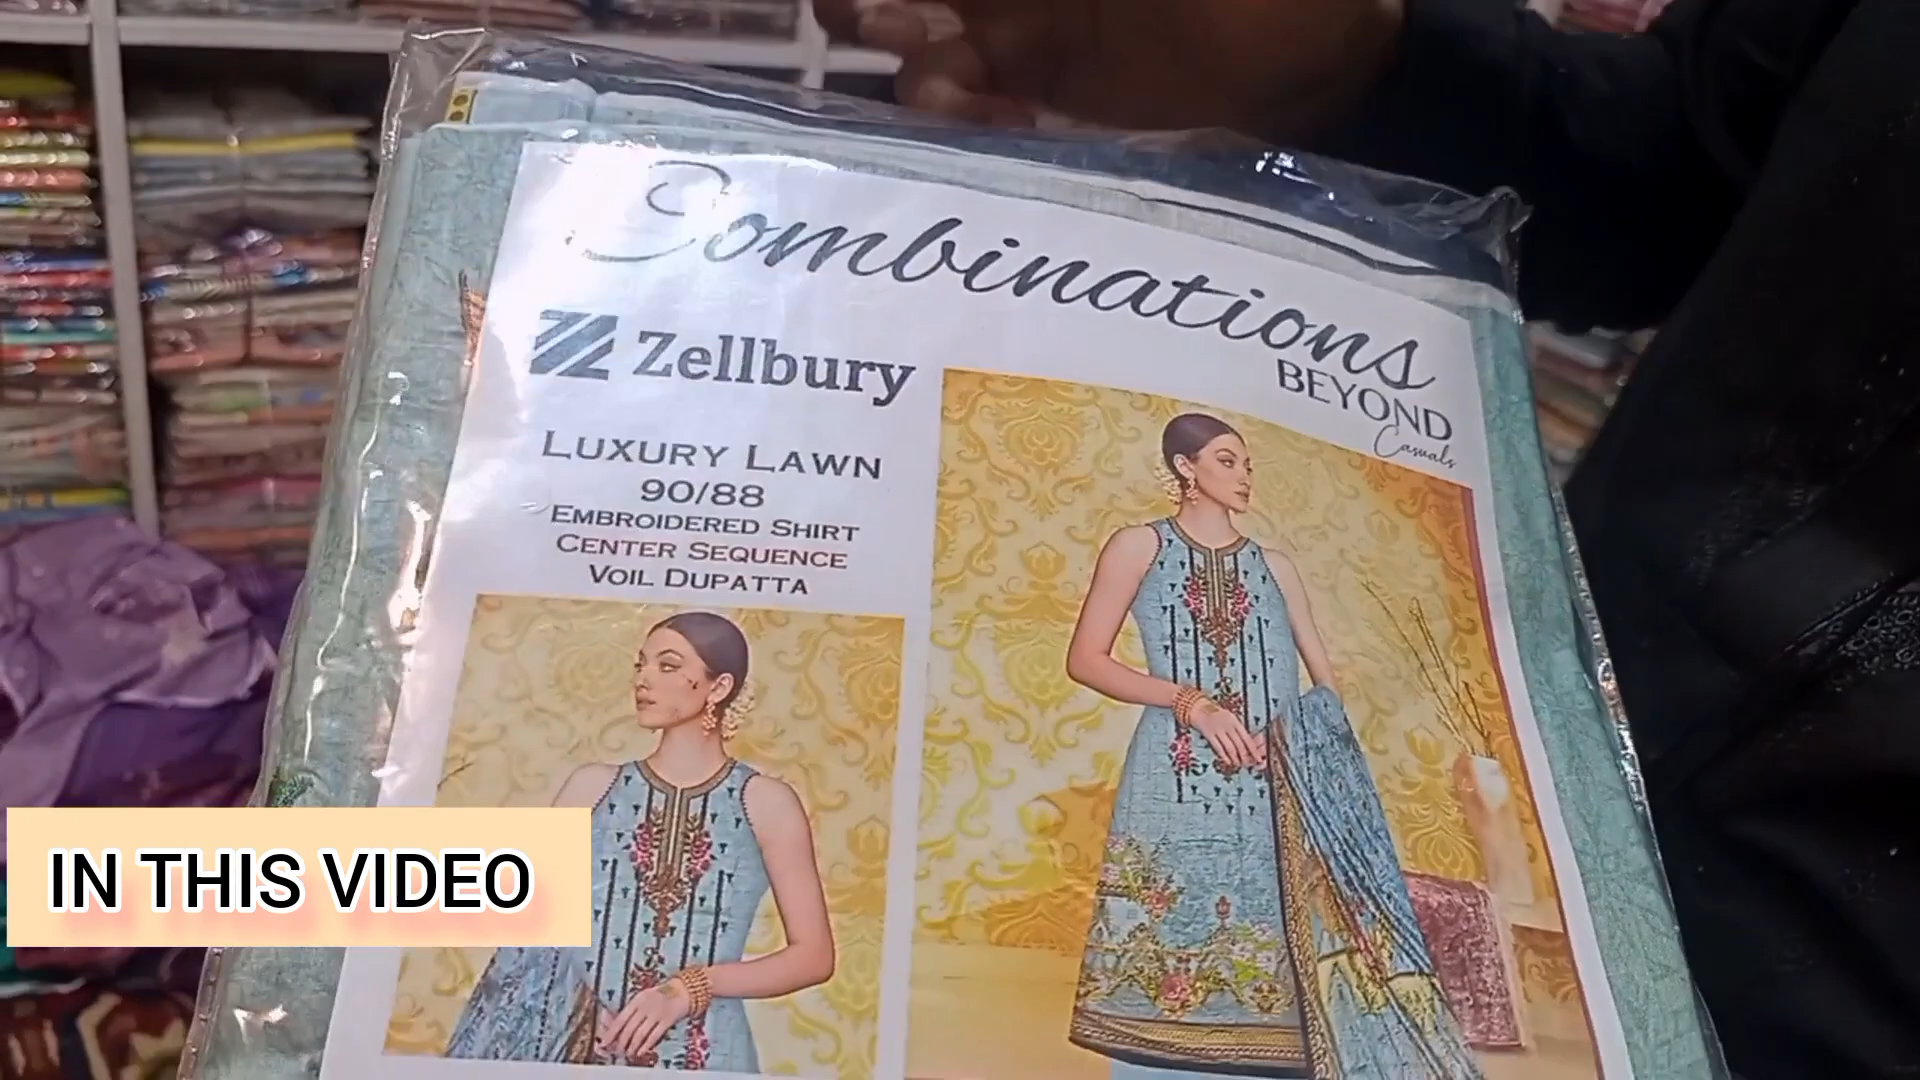 Combinations
BEYOND
Casuals
Zellbury
LUXURY LAWN
90/88
EMBROIDERED SHIRT
CENTER SEQUENCE
VOIL DUPATTA
IN THIS VIDEO